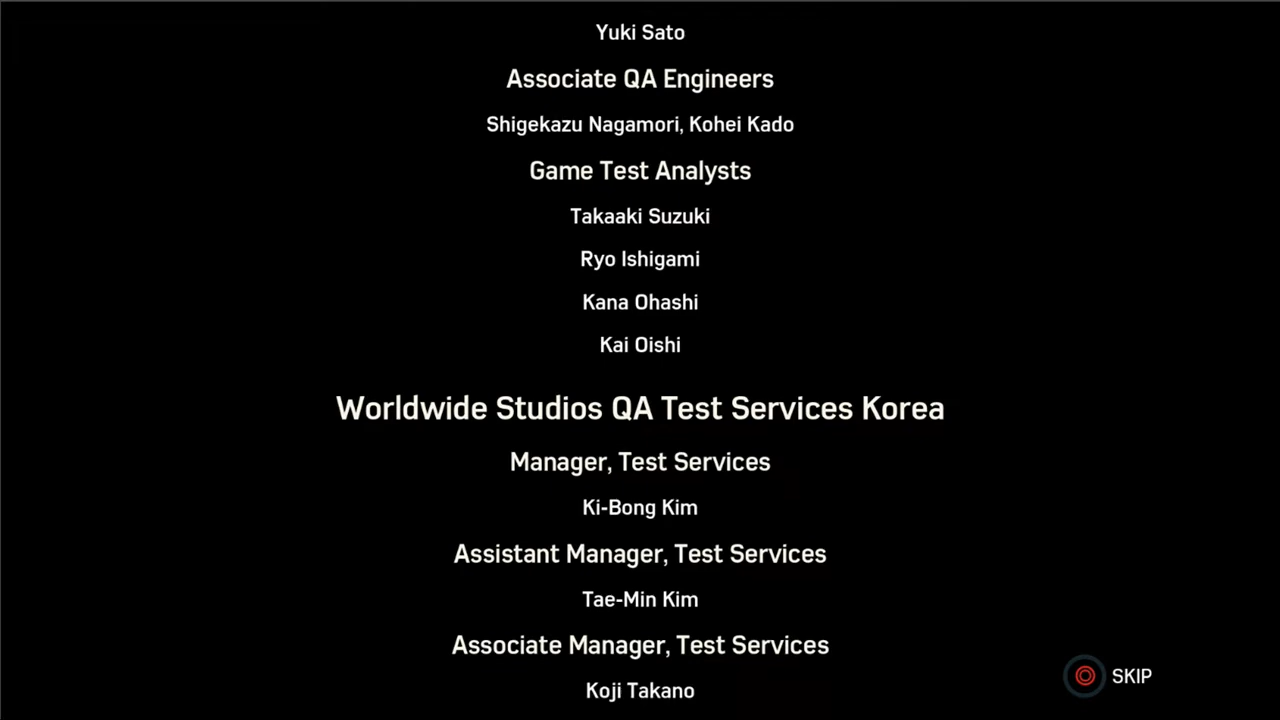 Yuki Sato
Associate QA Engineers
Shigekazu Nagamori, Kohei Kado
Game Test Analysts
Takaaki Suzuki
Ryo Ishigami
Kana Ohashi
Kai Oishi
Worldwide Studios QA Test Services Korea
Manager, Test Services
Ki-Bong Kim
Assistant Manager, Test Services
Tae-Min Kim
Associate Manager, Test Services
Koji Takano
SKIP